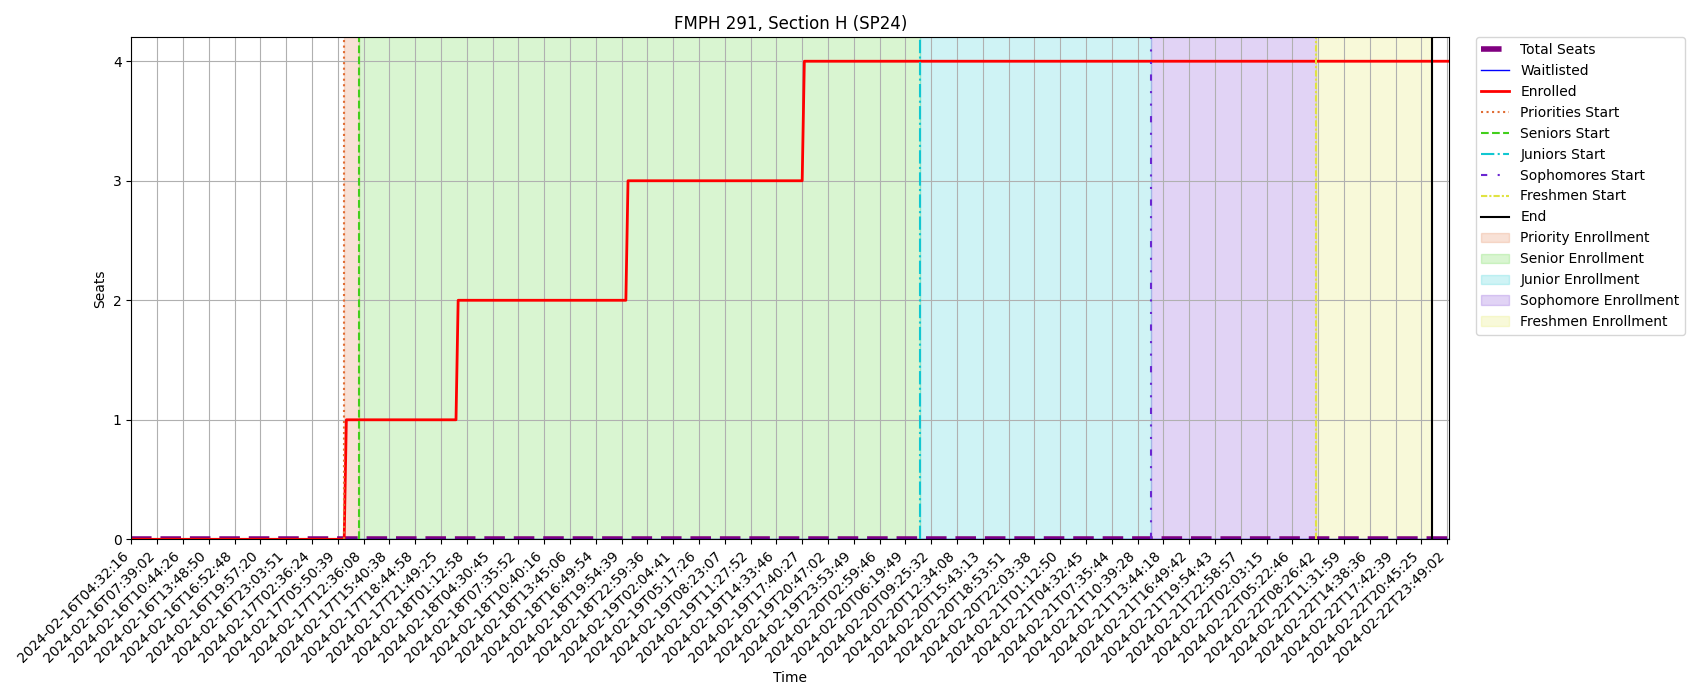 FMPH 291, Section H (SP24)
Seats
4
3
2
1
0
2024-02-16T04:32:16
2024-02-16T07:39:02
2024-02-16T10:44:26
2024-02-16T13:48:50
2024-02-16T16:52:48
2024-02-16T19:57:20
2024-02-16T23:03:51
2024-02-17T02:36:24
2024-02-17T05:50:39
2024-02-17T12:36:08
2024-02-17T15:40:38
2024-02-17T18:44:58
2024-02-17T21:49:25
2024-02-18T01:12:58
2024-02-18T04:30:45
2024-02-18T07:35:52
2024-02-18T10:40:16
2024-02-18T13:45:06
2024-02-18T16:49:54
2024-02-18T19:54:39
2024-02-18T22:59:36
2024-02-19T02:04:41
2024-02-19T05:17:26
2024-02-19T08:23:07
2024-02-19T11:27:52
2024-02-19T14:33:46
2024-02-19T17:40:27
2024-02-19T20:47:02
2024-02-19T23:53:49
2024-02-20T02:59:46
2024-02-20T06:19:49
2024-02-20T09:25:32
2024-02-20T12:34:08
2024-02-20T15:43:13
2024-02-20T18:53:51
2024-02-20T22:03:38
2024-02-21T01:12:50
2024-02-21T04:32:45
2024-02-21T07:35:44
2024-02-21T10:39:28
2024-02-21T13:44:18
2024-02-21T16:49:42
2024-02-21T19:54:43
2024-02-21T22:58:57
2024-02-22T02:03:15
2024-02-22T05:22:46
2024-02-22T08:26:42
2024-02-22T11:31:59
2024-02-22T14:38:36
2024-02-22T17:42:39
2024-02-22T20:45:25
2024-02-22T23:49:02
Time
Total Seats
Waitlisted
Enrolled
Priorities Start
Seniors Start
Juniors Start
Sophomores Start
Freshmen Start
End
Priority Enrollment
Senior Enrollment
Junior Enrollment
Sophomore Enrollment
Freshmen Enrollment